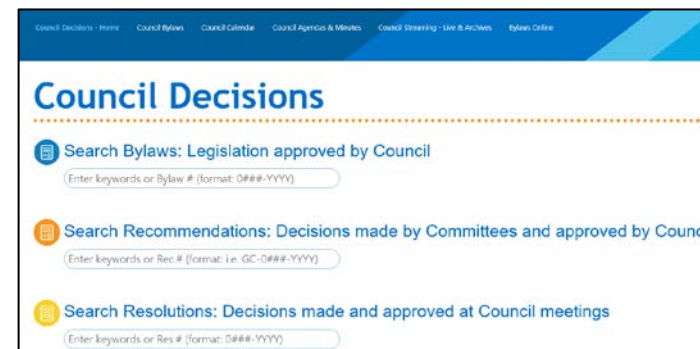 Council Decisions - Home Council Bylaws Council Calendar Council Agendas & Minutes Council Streaming - Live & Archives Bylaws Online
Council Decisions
Search Bylaws: Legislation approved by Council
Enter keywords or Bylaw # (format: 0###-YYYY)
Search Recommendations: Decisions made by Committees and approved by Counc
Enter keywords or Rec # (format: i.e. GC-0###-YYYY)
Search Resolutions: Decisions made and approved at Council meetings
Enter keywords or Res # (format: 0###-YYYY)